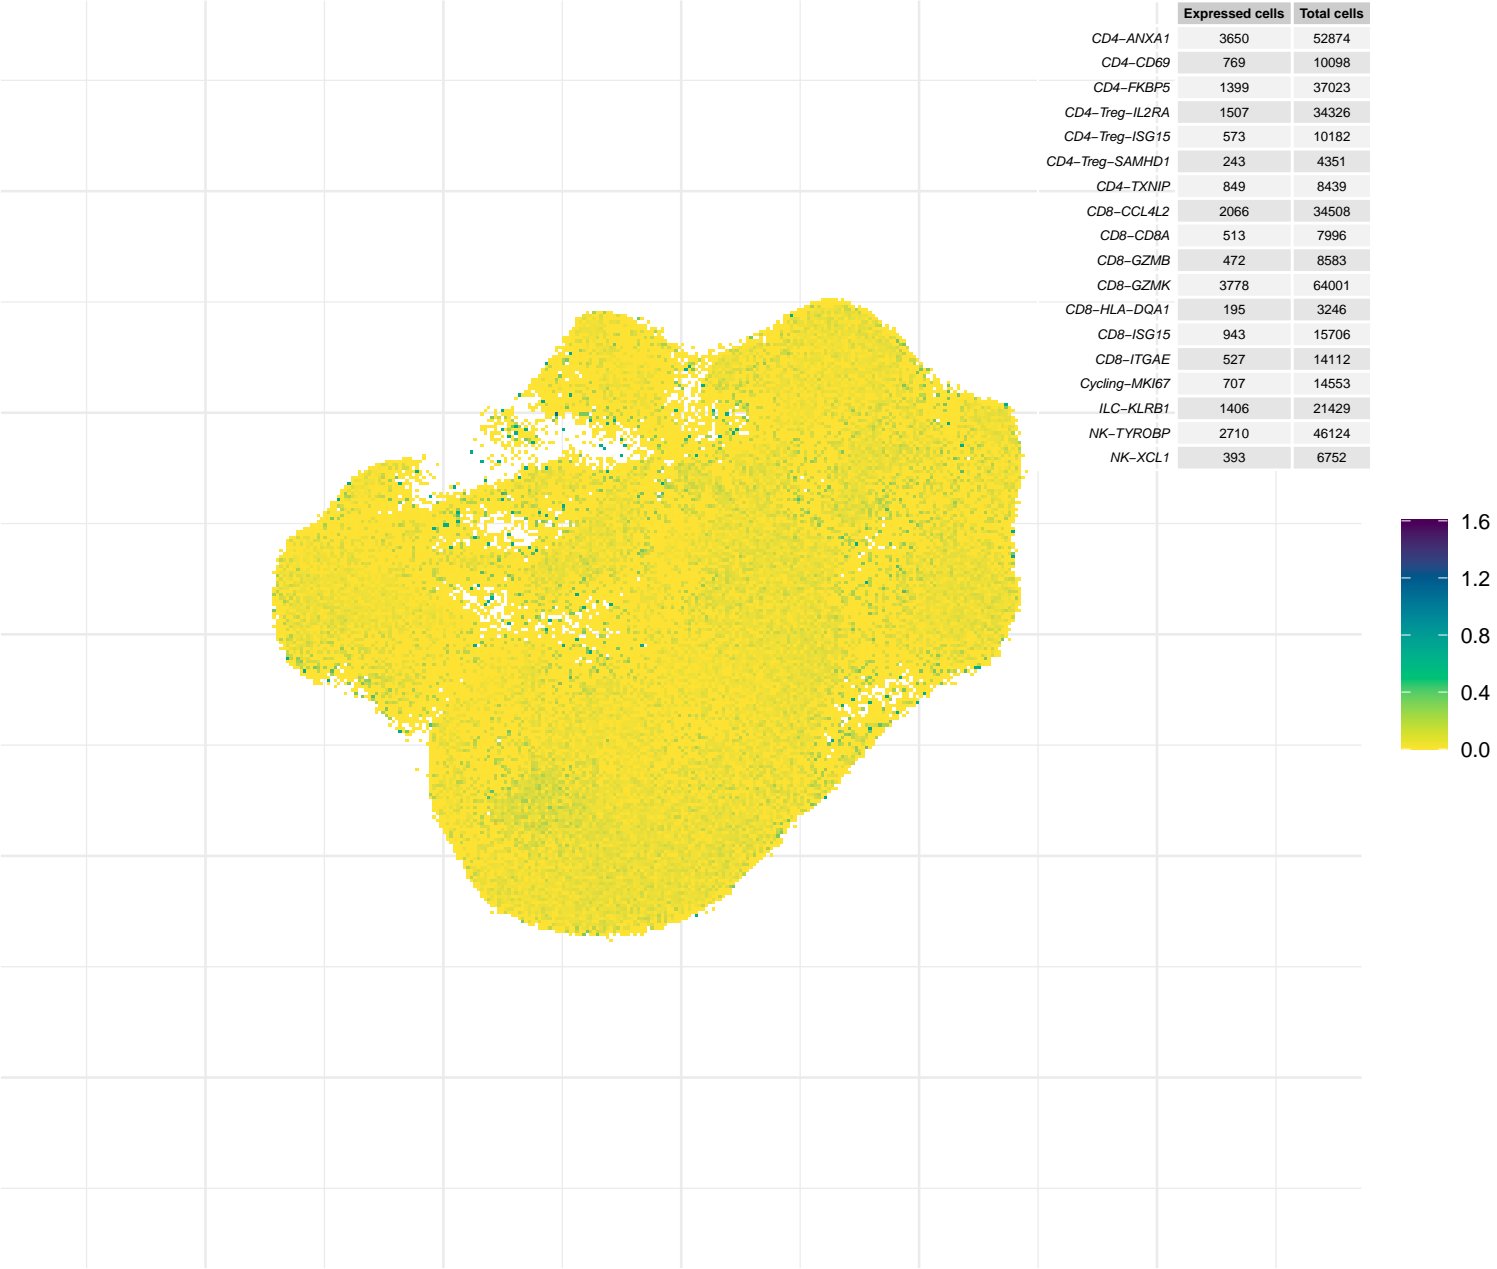 Expressed cells Total cells
CD4−ANXA1 3650 52874
CD4−CD69 769 10098
CD4−FKBP5 1399 37023
CD4−Treg−IL2RA 1507 34326
CD4−Treg−ISG15 573 10182
CD4−Treg−SAMHD1 243 4351
CD4−TXNIP 849 8439
CD8−CCL4L2 2066 34508
CD8−CD8A 513 7996
CD8−GZMB 472 8583
CD8−GZMK 3778 64001
CD8−HLA−DQA1 195 3246
CD8−ISG15 943 15706
CD8−ITGAE 527 14112
Cycling−MKI67 707 14553
ILC−KLRB1 1406 21429
NK−TYROBP 2710 46124
NK−XCL1 393 6752
1.6
1.2
0.8
0.4
0.0